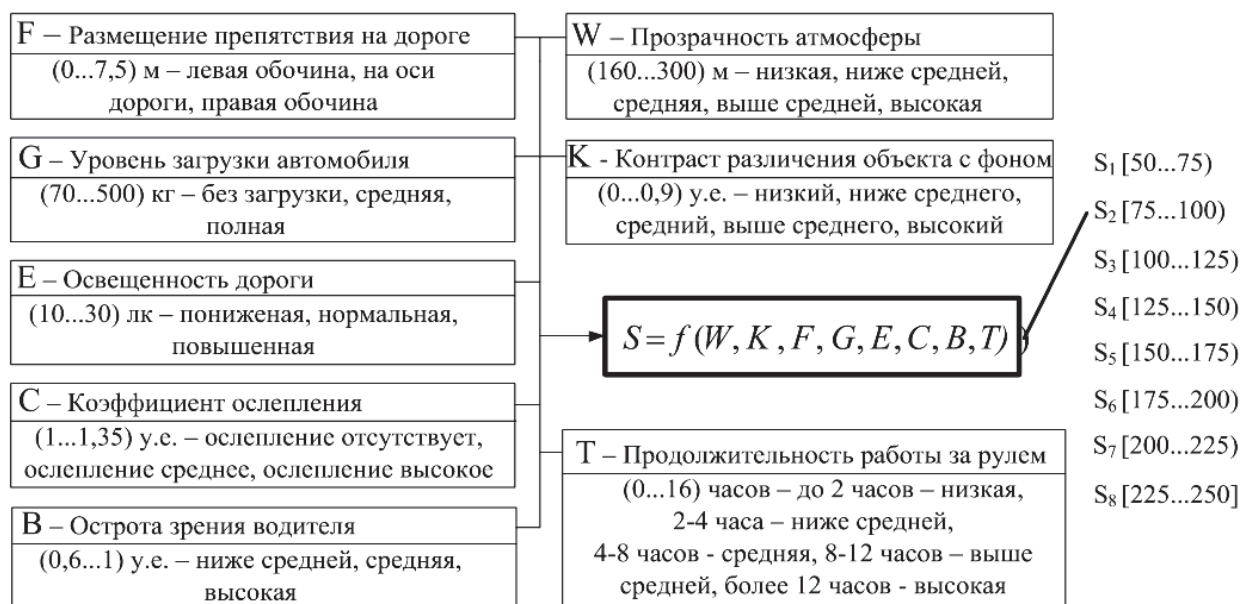 F – Размещение препятствия на дороге
(0...7,5) м – левая обочина, на оси
дороги, правая обочина
G – Уровень загрузки автомобиля
(70...500) кг – без загрузки, средняя,
полная
E – Освещенность дороги
(10...30) лк – пониженая, нормальная,
повышенная
C – Коэффициент ослепления
(1...1,35) у.е. – ослепление отсутствует,
ослепление среднее, ослепление высокое
B – Острота зрения водителя
(0,6...1) у.е. – ниже средней, средняя,
высокая
W – Прозрачность атмосферы
(160...300) м – низкая, ниже средней,
средняя, выше средней, высокая
K - Контраст различения объекта с фоном
(0...0,9) у.е. – низкий, ниже среднего,
средний, выше среднего, высокий
S = f (W, K , F, G, E, C, B, T) )
T – Продолжительность работы за рулем
(0...16) часов – до 2 часов – низкая,
2-4 часа – ниже средней,
4-8 часов - средняя, 8-12 часов – выше
средней, более 12 часов - высокая
S1 [50...75)
S2 [75...100)
S3 [100...125)
S4 [125...150)
S5 [150...175)
S6 [175...200)
S7 [200...225)
S8 [225...250]